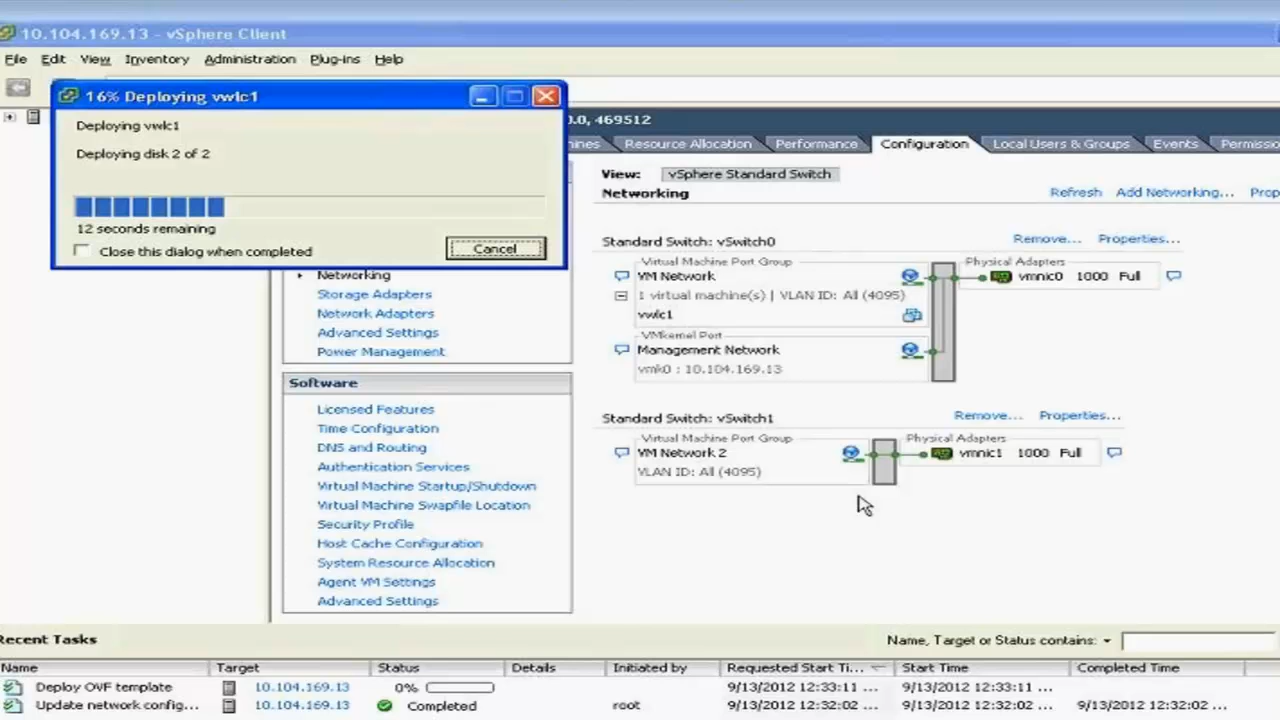 10.104.169.13 - vSphere Client
File Edit View Inventory Administration Plug-ins Help
16% Deploying vwlc1
Deploying vwlc1
Deploying disk 2 of 2
12 seconds remaining
Close this dialog when completed
Cancel
.0, 469512
ines Resource Allocation Performance Configuration Local Users & Groups Events Permissio
View: vSphere Standard Switch
Networking
Refresh Add Networking... Prop
Standard Switch: vSwitch0 Remove... Properties...
Virtual Machine Port Group Physical Adapters
VM Network vmnic0 1000 Full
1 virtual machine(s) | VLAN ID: All (4095)
vwlc1
VMkernel Port
Management Network
vmk0 : 10.104.169.13
Standard Switch: vSwitch1 Remove... Properties...
Virtual Machine Port Group Physical Adapters
VM Network 2 vmnic1 1000 Full
VLAN ID: All (4095)
Networking
Storage Adapters
Network Adapters
Advanced Settings
Power Management
Software
Licensed Features
Time Configuration
DNS and Routing
Authentication Services
Virtual Machine Startup/Shutdown
Virtual Machine Swapfile Location
Security Profile
Host Cache Configuration
System Resource Allocation
Agent VM Settings
Advanced Settings
Recent Tasks Name, Target or Status contains:
Name Target Status Details Initiated by Requested Start Ti... Start Time Completed Time
Deploy OVF template 10.104.169.13 0% 9/13/2012 12:33:11 ... 9/13/2012 12:33:11 ...
Update network config... 10.104.169.13 Completed root 9/13/2012 12:32:02 ... 9/13/2012 12:32:02 ... 9/13/2012 12:32:02 ...